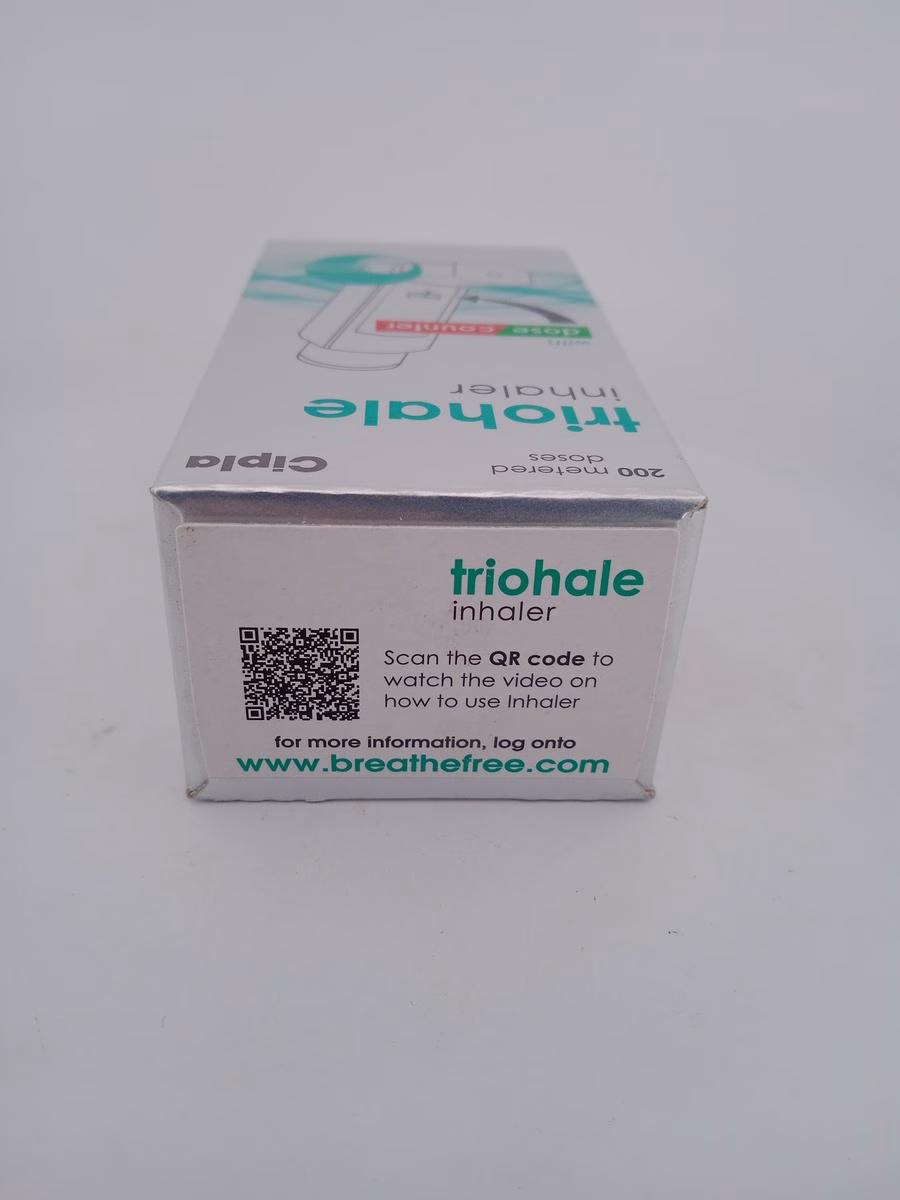 with
dose counter
triohale
inhaler
200 metered
doses
Cipla
triohale
inhaler
Scan the QR code to
watch the video on
how to use Inhaler
for more information, log onto
www.breathefree.com